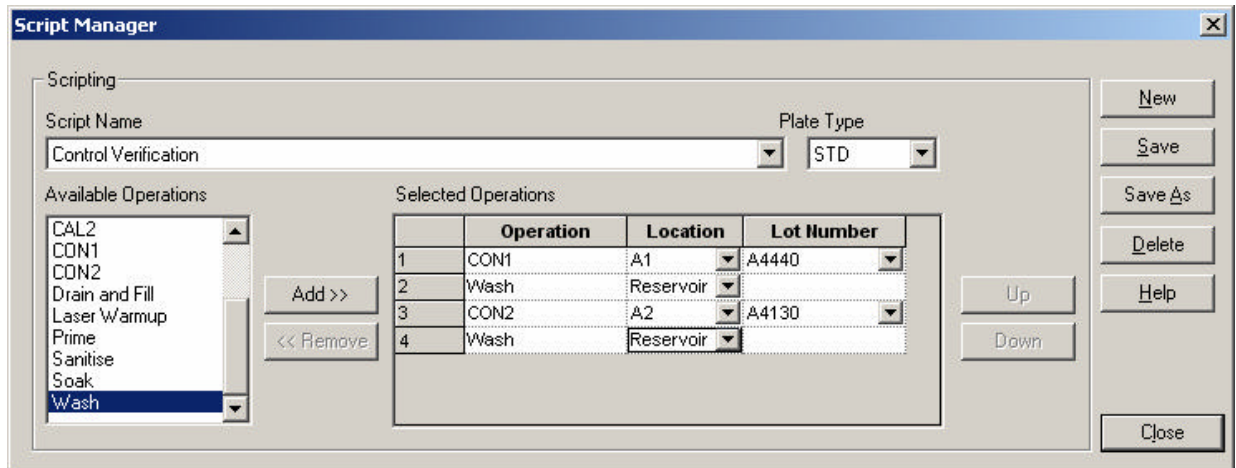 Script Manager
Scripting
Script Name Plate Type
Control Verification STD
Available Operations Selected Operations
CAL2
CON1
CON2
Drain and Fill
Laser Warmup
Prime
Sanitise
Soak
Wash
Add >>
<< Remove
Operation Location Lot Number
1 CON1 A1 A4440
2 Wash Reservoir
3 CON2 A2 A4130
4 Wash Reservoir
Up
Down
New
Save
Save As
Delete
Help
Close